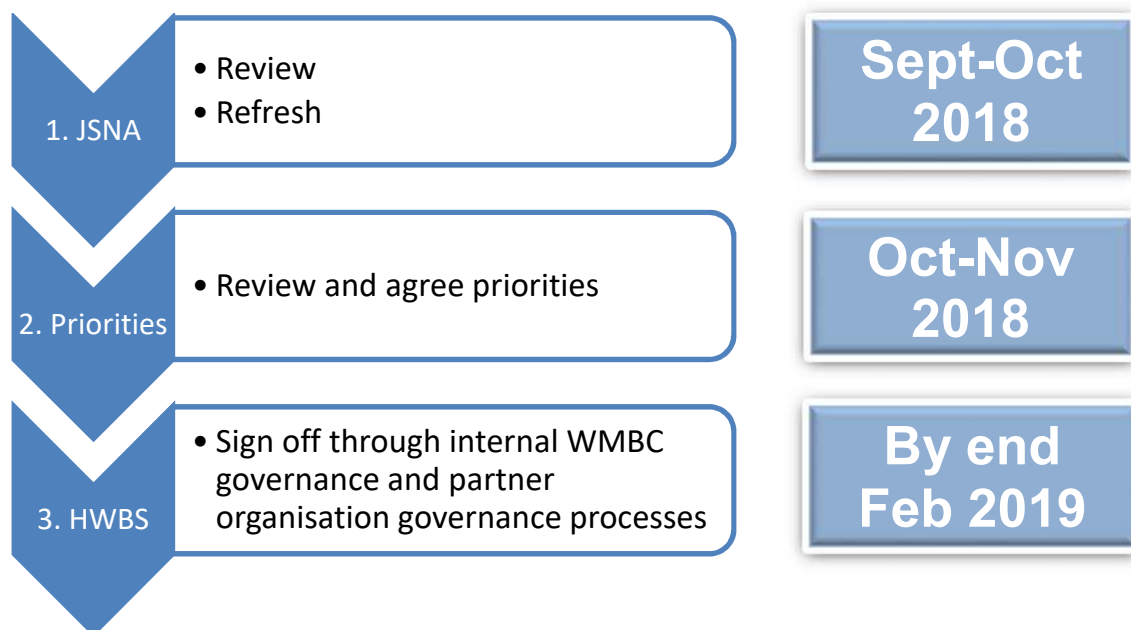 1. JSNA
• Review
• Refresh
Sept-Oct
2018
2. Priorities
• Review and agree priorities
Oct-Nov
2018
3. HWBS
• Sign off through internal WMBC
governance and partner
organisation governance processes
By end
Feb 2019